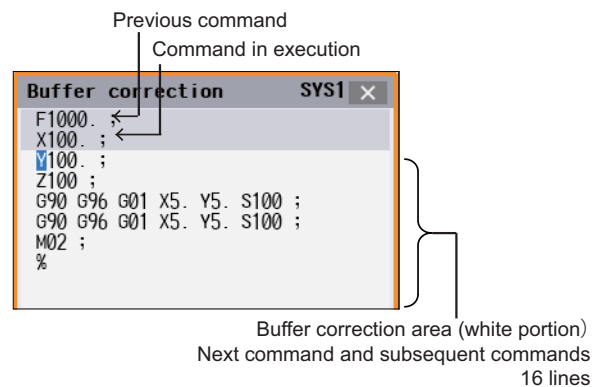 Previous command
Command in execution
Buffer correction SYS1 ×
F1000. ;
X100. ;
Y100. ;
Z100 ;
G90 G96 G01 X5. Y5. S100 ;
G90 G96 G01 X5. Y5. S100 ;
M02 ;
%
Buffer correction area (white portion）
Next command and subsequent commands
16 lines